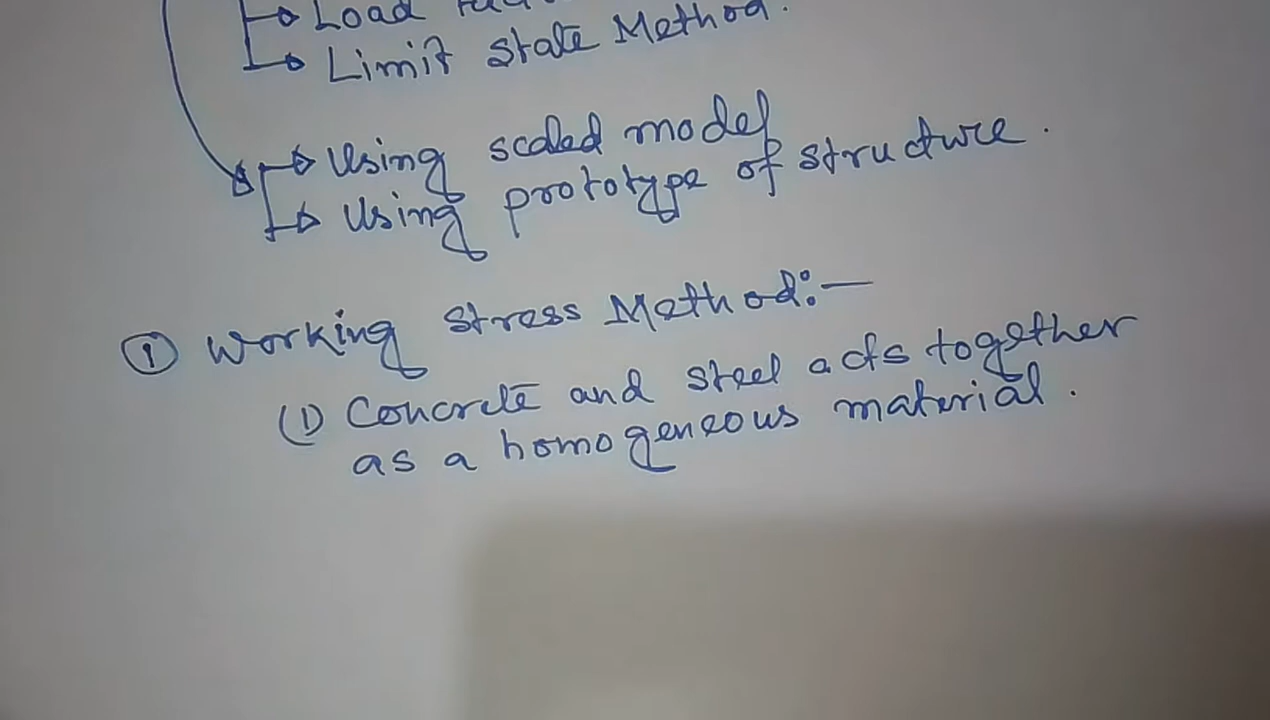 Load
Limit state Method.
Using scaled model
Using prototype of structure.
① Working Stress Method:-
(1) Concrete and steel acts together
as a homogeneous material.